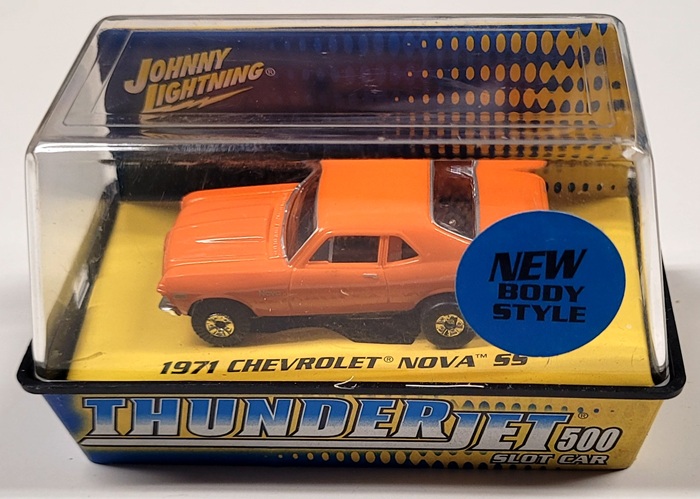 JOHNNY
LIGHTNING®
NEW
BODY
STYLE
1971 CHEVROLET® NOVA™ SS
THUNDERJET® 500
SLOT CAR